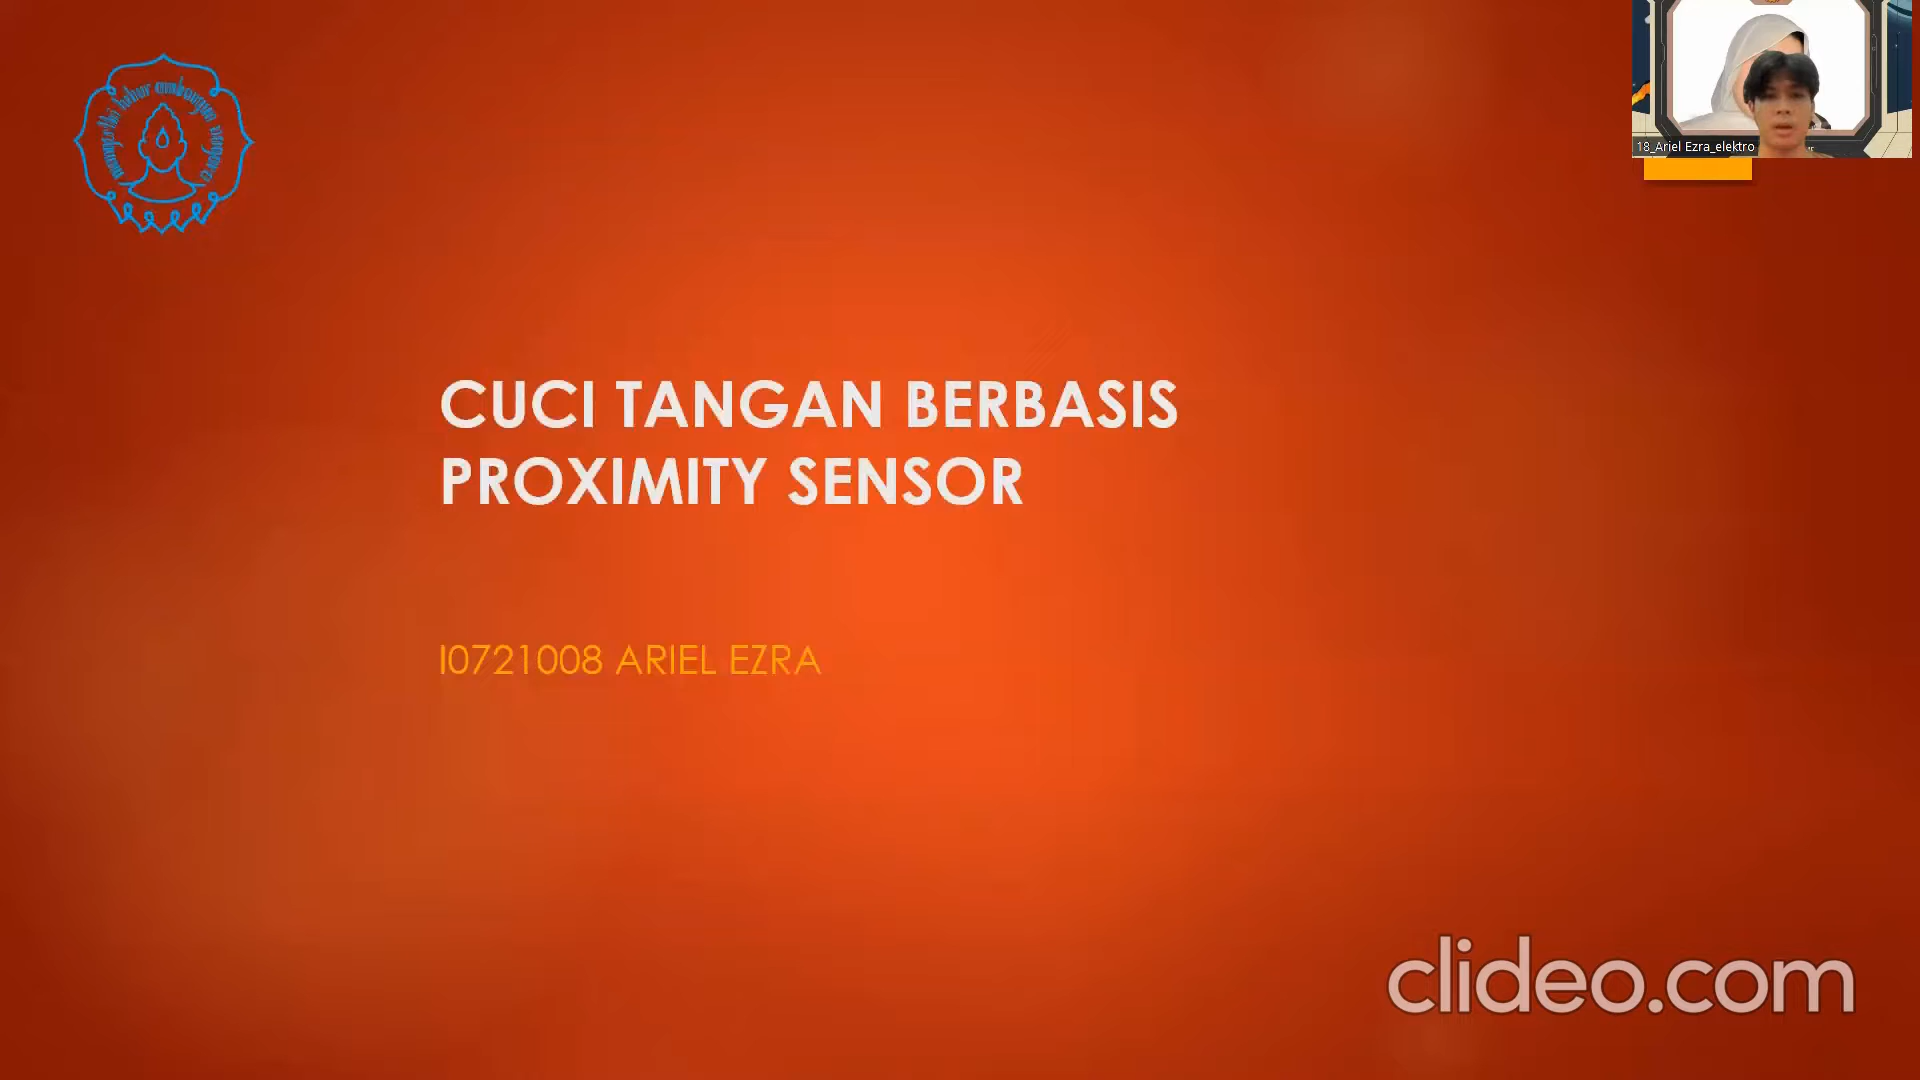 18_Ariel Ezra_elektro
CUCI TANGAN BERBASIS
PROXIMITY SENSOR
I0721008 ARIEL EZRA
clideo.com